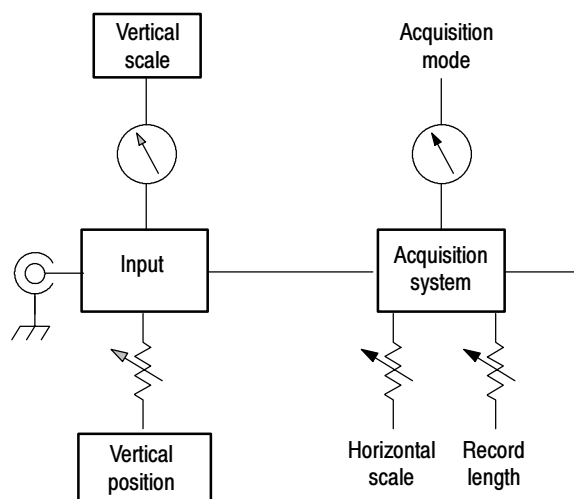 Vertical
scale
Acquisition
mode
Input
Acquisition
system
Vertical
position
Horizontal
scale
Record
length